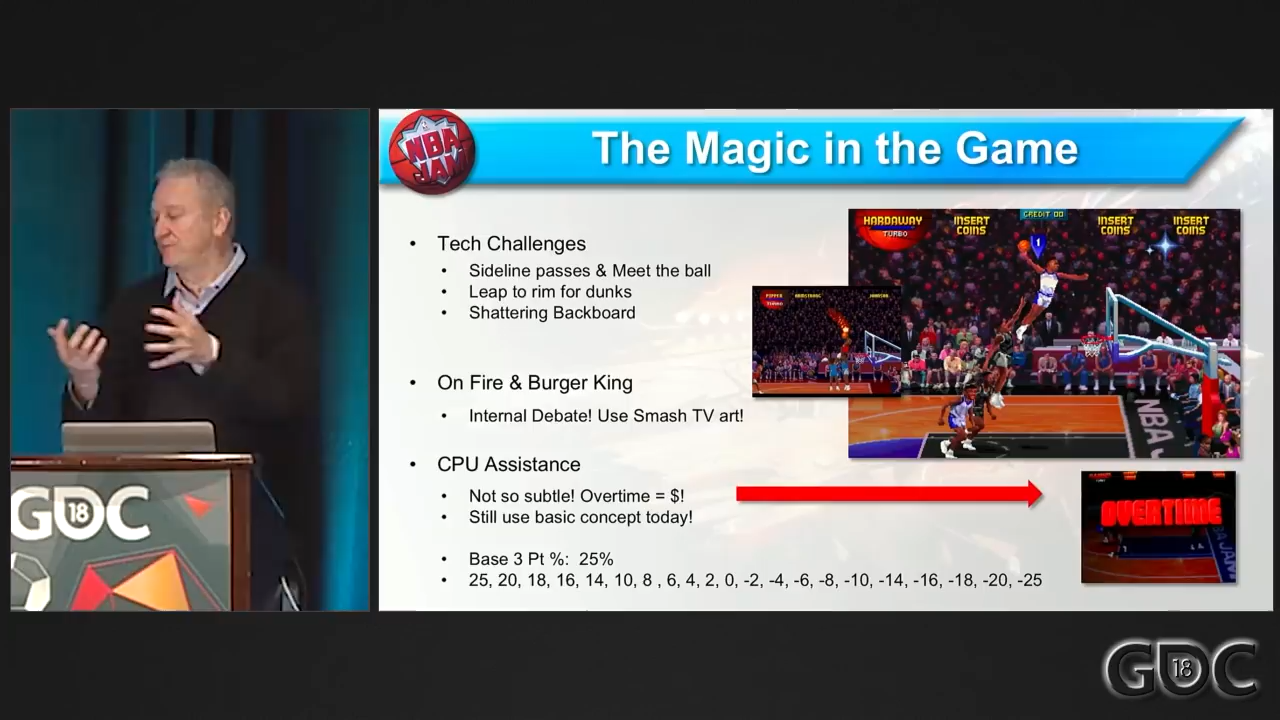 The Magic in the Game
NBA
JAM
• Tech Challenges
• Sideline passes & Meet the ball
• Leap to rim for dunks
• Shattering Backboard
• On Fire & Burger King
• Internal Debate! Use Smash TV art!
• CPU Assistance
• Not so subtle! Overtime = $!
• Still use basic concept today!
• Base 3 Pt %: 25%
• 25, 20, 18, 16, 14, 10, 8 , 6, 4, 2, 0, -2, -4, -6, -8, -10, -14, -16, -18, -20, -25
HARDAWAY
TURBO
INSERT
COINS
CREDIT 00
INSERT
COINS
INSERT
COINS
1
NBA
PIPPEN
TURBO
OVERTIME
GDC
18
GDC
18